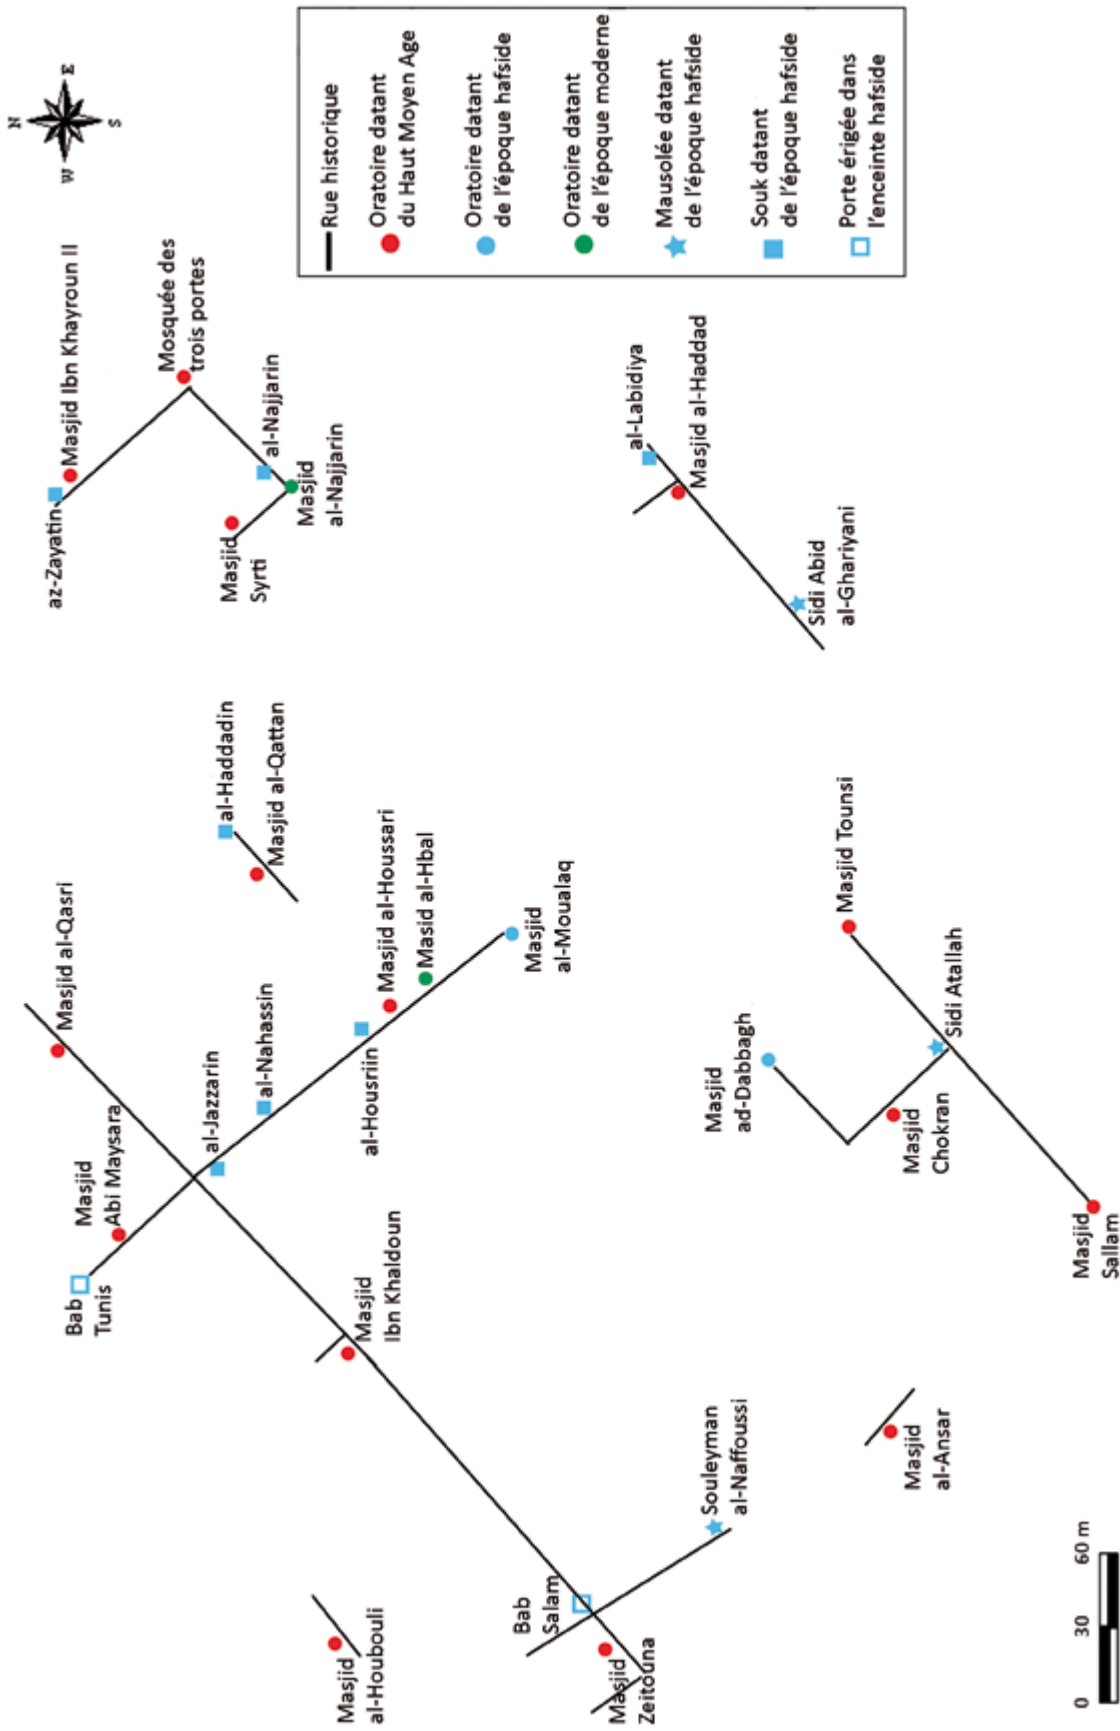 N
W
E
S
Rue historique
Oratoire datant
du Haut Moyen Age
Oratoire datant
de l'époque hafside
Oratoire datant
de l'époque moderne
Mausolée datant
de l'époque hafside
Souk datant
de l'époque hafside
Porte érigée dans
l'enceinte hafside
az-Zayatin
Masjid Ibn Khayroun II
Mosquée des
trois portes
Masjid
Syrti
al-Najjarin
Masjid
al-Najjarin
al-Labidiya
Masjid al-Haddad
Sidi Abid
al-Ghariyani
Masjid al-Qasri
al-Haddadin
Masjid al-Qattan
Bab
Tunis
Masjid
Abi Maysara
al-Jazzarin
al-Nahassin
al-Housriin
Masjid al-Houssari
Masid al-Hbal
Masjid
al-Moualaq
Masjid
Ibn Khaldoun
Masjid
al-Houbouli
Bab
Salam
Masjid
Zeitouna
Souleyman
al-Naffoussi
Masjid
ad-Dabbagh
Masjid Tounsi
Masjid
Chokran
Sidi Atallah
Masjid
Sallam
Masjid
al-Ansar
0
30
60 m